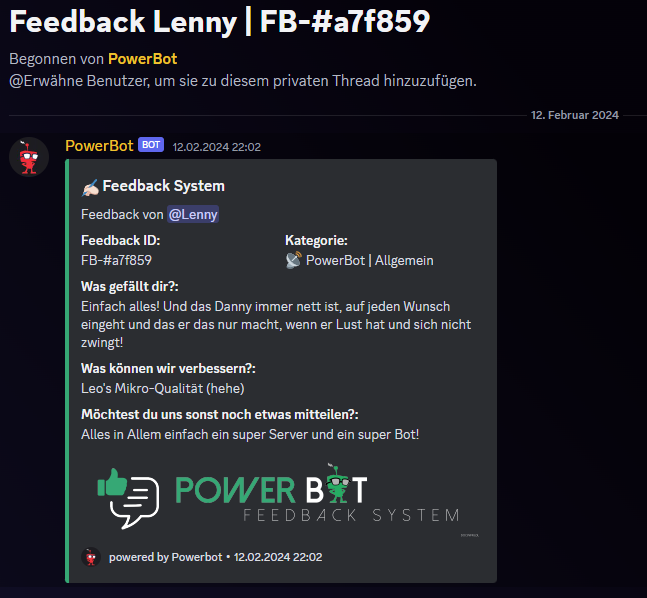 Feedback Lenny | FB-#a7f859
Begonnen von PowerBot
@Erwähne Benutzer, um sie zu diesem privaten Thread hinzuzufügen.
12. Februar 2024
PowerBot BOT 12.02.2024 22:02
Feedback System
Feedback von @Lenny
Feedback ID: Kategorie:
FB-#a7f859 PowerBot | Allgemein
Was gefällt dir?:
Einfach alles! Und das Danny immer nett ist, auf jeden Wunsch
eingeht und das er das nur macht, wenn er Lust hat und sich nicht
zwingt!
Was können wir verbessern?:
Leo's Mikro-Qualität (hehe)
Möchtest du uns sonst noch etwas mitteilen?:
Alles in Allem einfach ein super Server und ein super Bot!
POWER BOT
FEEDBACK SYSTEM
powered by Powerbot • 12.02.2024 22:02